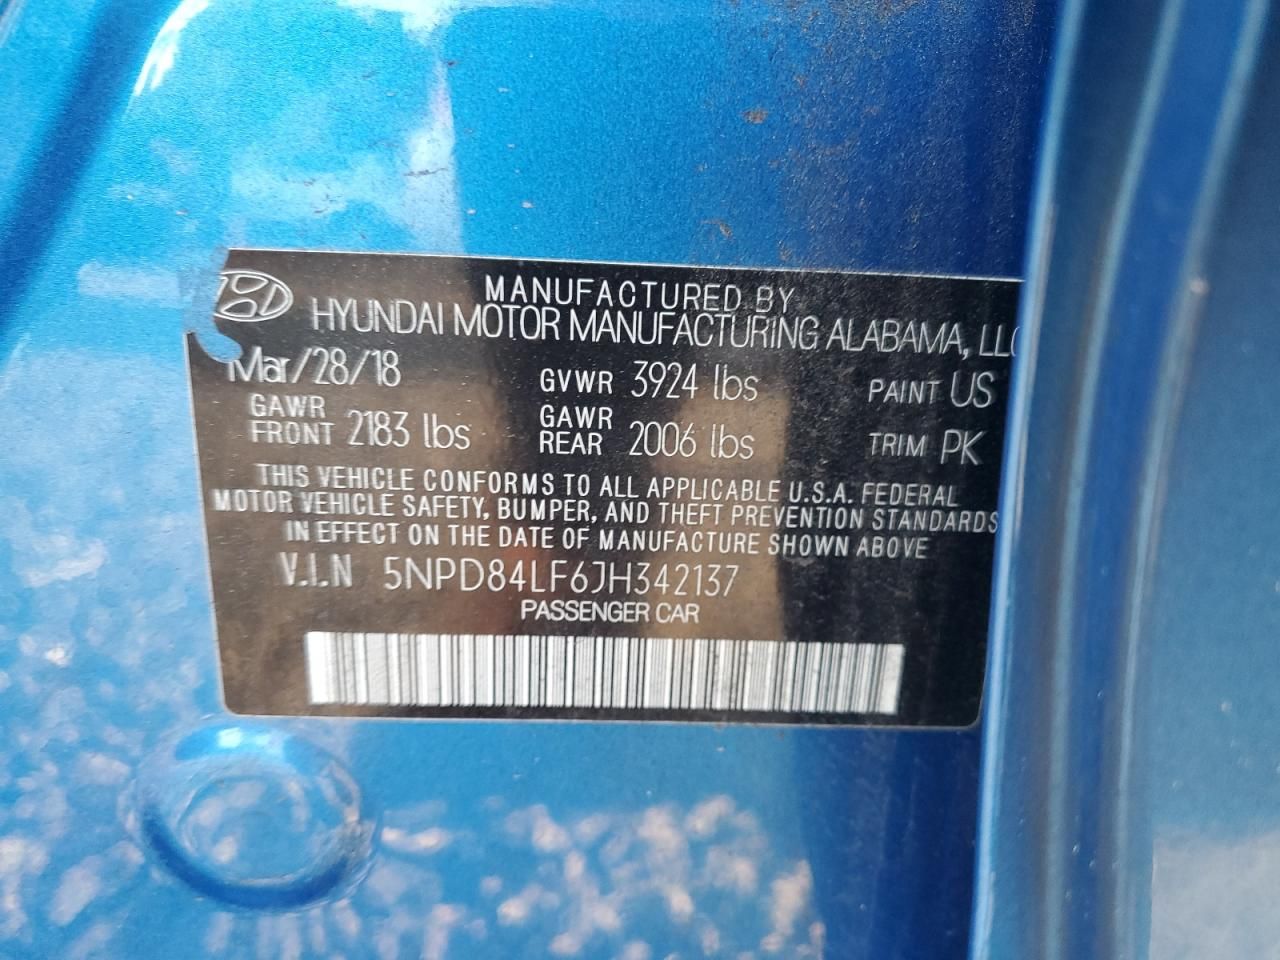 MANUFACTURED BY
HYUNDAI MOTOR MANUFACTURING ALABAMA, LLC
Mar/28/18 GVWR 3924 lbs PAINT US
GAWR FRONT 2183 lbs GAWR REAR 2006 lbs TRIM PK
THIS VEHICLE CONFORMS TO ALL APPLICABLE U.S.A. FEDERAL
MOTOR VEHICLE SAFETY, BUMPER, AND THEFT PREVENTION STANDARDS
IN EFFECT ON THE DATE OF MANUFACTURE SHOWN ABOVE
V.I.N 5NPD84LF6JH342137
PASSENGER CAR